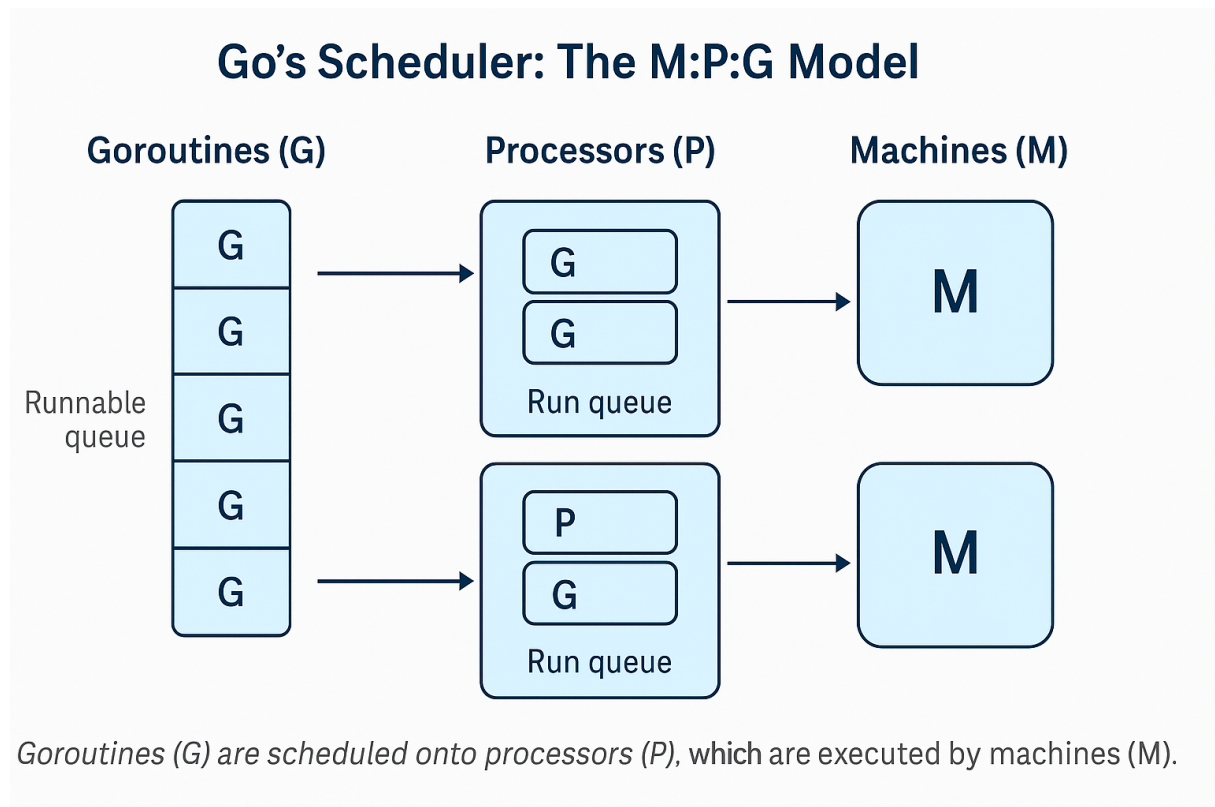 Go’s Scheduler: The M:P:G Model
Goroutines (G)
Processors (P)
Machines (M)
G
G
G
G
G
Runnable
queue
G
G
Run queue
P
G
Run queue
M
M
Goroutines (G) are scheduled onto processors (P), which are executed by machines (M).